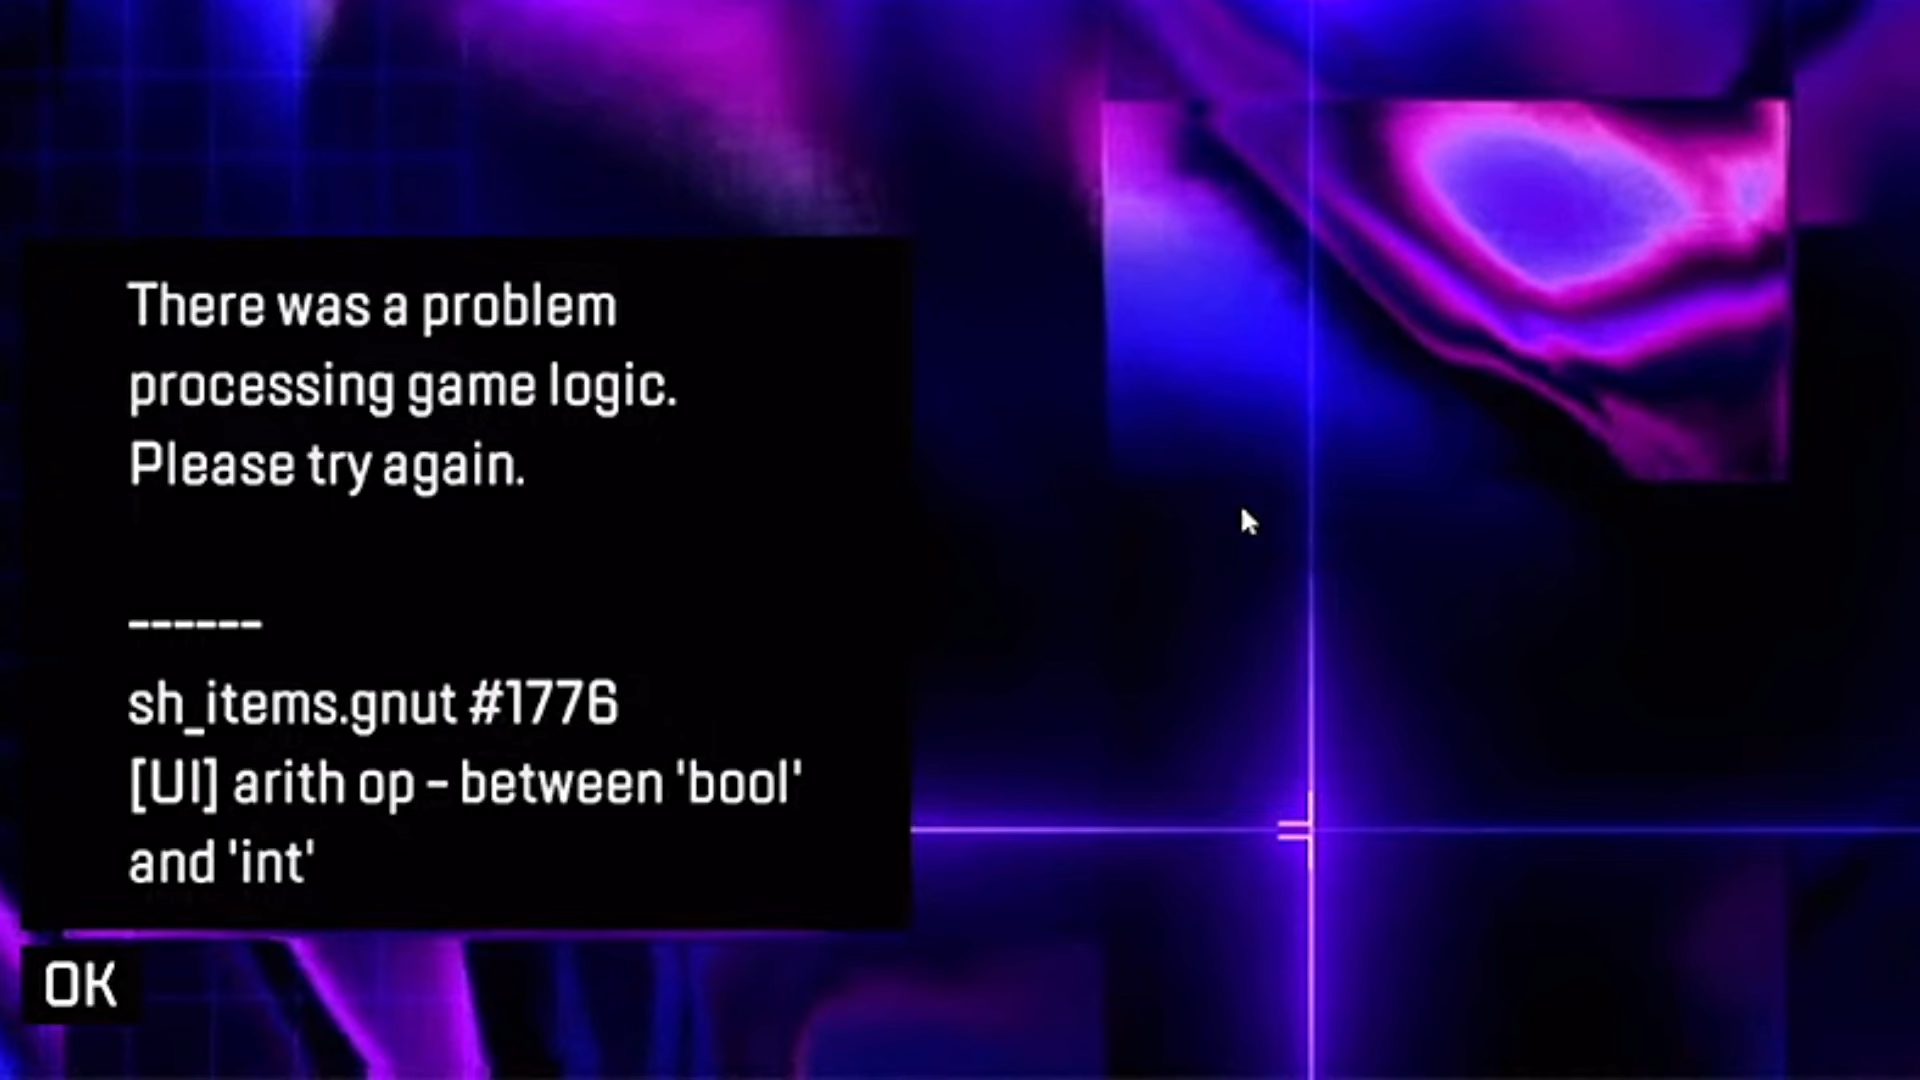 There was a problem
processing game logic.
Please try again.
------
sh_items.gnut #1776
[UI] arith op - between 'bool'
and 'int'
OK